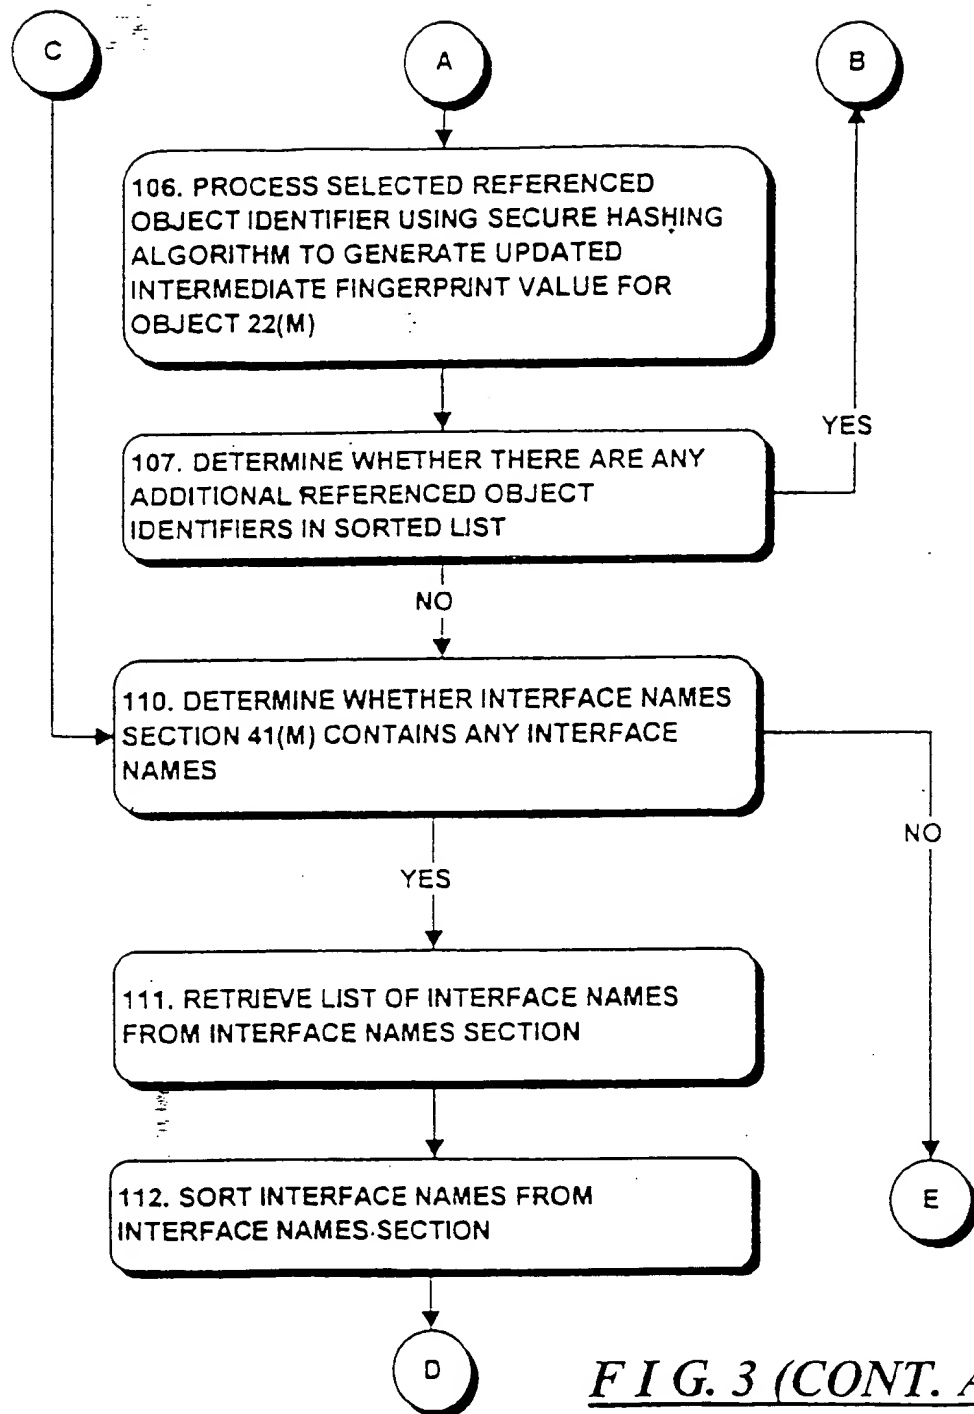 C
A
B
106. PROCESS SELECTED REFERENCED
OBJECT IDENTIFIER USING SECURE HASHING
ALGORITHM TO GENERATE UPDATED
INTERMEDIATE FINGERPRINT VALUE FOR
OBJECT 22(M)
YES
107. DETERMINE WHETHER THERE ARE ANY
ADDITIONAL REFERENCED OBJECT
IDENTIFIERS IN SORTED LIST
NO
110. DETERMINE WHETHER INTERFACE NAMES
SECTION 41(M) CONTAINS ANY INTERFACE
NAMES
NO
YES
111. RETRIEVE LIST OF INTERFACE NAMES
FROM INTERFACE NAMES SECTION
112. SORT INTERFACE NAMES FROM
INTERFACE NAMES SECTION
E
D
FIG. 3 (CONT. A